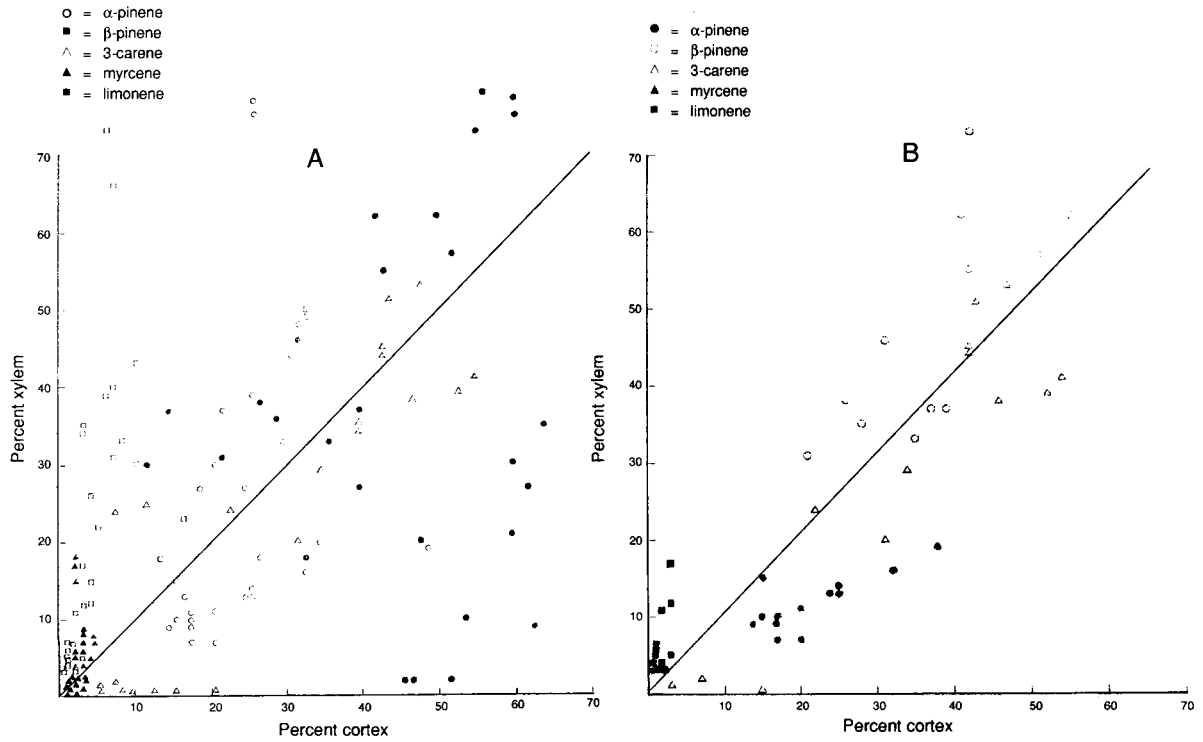 ○ = α-pinene
■ = β-pinene
△ = 3-carene
▲ = myrcene
■ = limonene
A
Percent xylem
70
60
50
40
30
20
10
10 20 30 40 50 60 70
Percent cortex
● = α-pinene
□ = β-pinene
△ = 3-carene
▲ = myrcene
■ = limonene
B
Percent xylem
70
60
50
40
30
20
10
10 20 30 40 50 60 70
Percent cortex